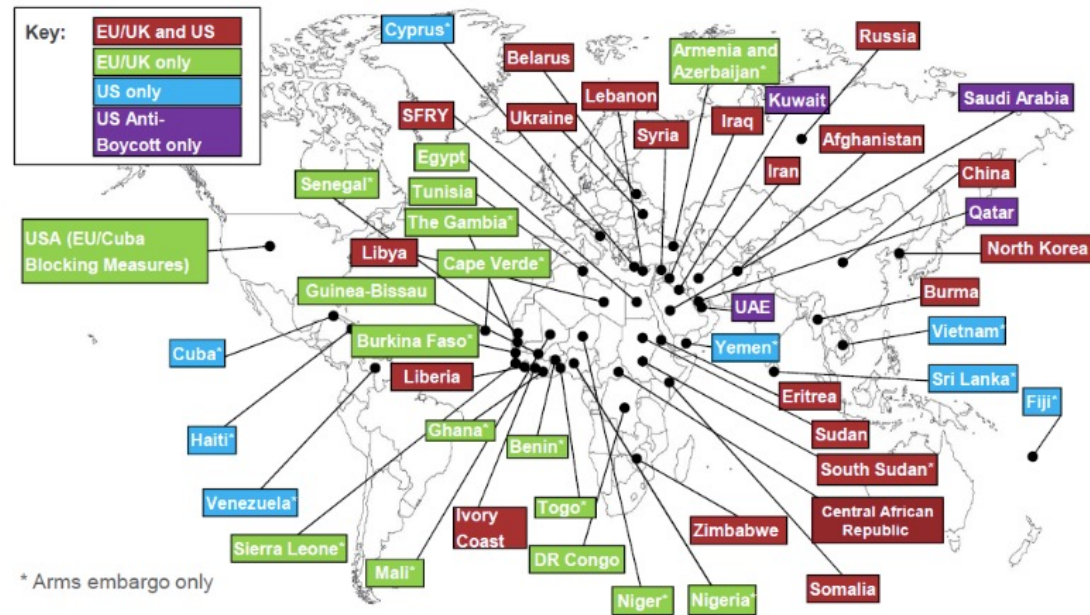 Key:
EU/UK and US
EU/UK only
US only
US Anti-
Boycott only
Cyprus*
Belarus
Armenia and
Azerbaijan*
Russia
Lebanon
Kuwait
Saudi Arabia
SFRY
Ukraine
Syria
Iraq
Afghanistan
Egypt
Iran
China
Senegal*
Tunisia
Qatar
The Gambia*
USA (EU/Cuba
Blocking Measures)
Libya
Cape Verde*
North Korea
Guinea-Bissau
UAE
Burma
Cuba*
Burkina Faso*
Yemen*
Vietnam*
Liberia
Sri Lanka*
Eritrea
Fiji*
Haiti*
Ghana*
Benin*
Sudan
South Sudan*
Venezuela*
Togo*
Ivory
Coast
Zimbabwe
Central African
Republic
Sierra Leone*
Mali*
DR Congo
Somalia
Niger*
Nigeria*
* Arms embargo only